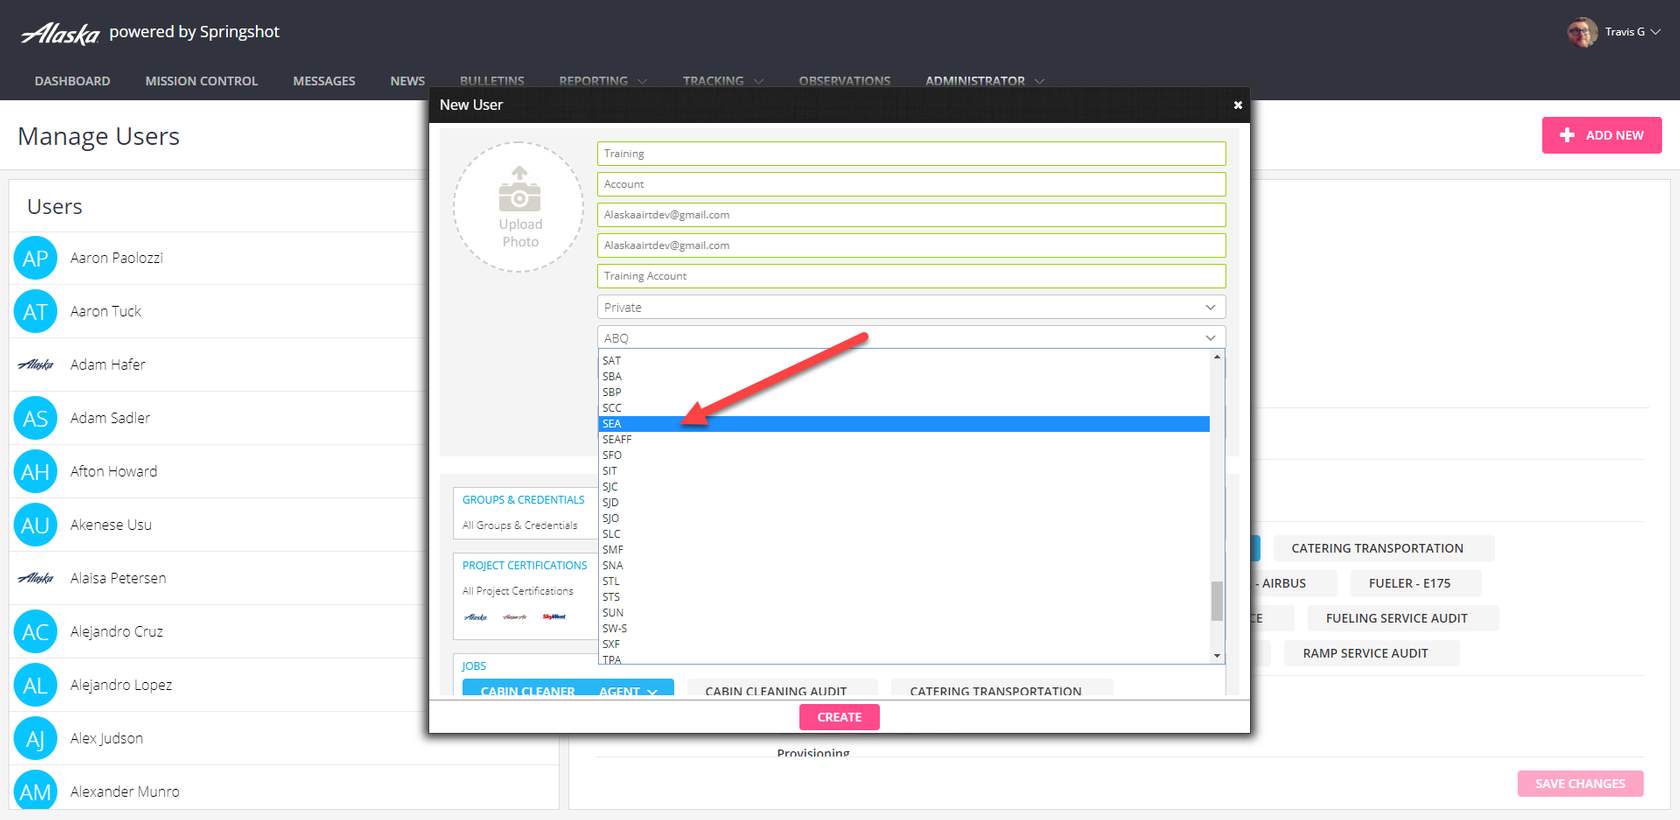 Alaska powered by Springshot
Travis G
DASHBOARD MISSION CONTROL MESSAGES NEWS BULLETINS REPORTING TRACKING OBSERVATIONS ADMINISTRATOR
Manage Users
ADD NEW
Users
AP Aaron Paolozzi
AT Aaron Tuck
Alaska Adam Hafer
AS Adam Sadler
AH Afton Howard
AU Akenese Usu
Alaska Alaisa Petersen
AC Alejandro Cruz
AL Alejandro Lopez
AJ Alex Judson
AM Alexander Munro
New User
Upload
Photo
Training
Account
Alaskaairtdev@gmail.com
Alaskaairtdev@gmail.com
Training Account
Private
ABQ
SAT
SBA
SBP
SCC
SEA
SEAFF
SFO
SIT
SJC
SJD
SJO
SLC
SMF
SNA
STL
STS
SUN
SW-S
SXF
TPA
GROUPS & CREDENTIALS
All Groups & Credentials
PROJECT CERTIFICATIONS
All Project Certifications
Alaska Horizon Air SkyWest
JOBS
CABIN CLEANER AGENT CABIN CLEANING AUDIT CATERING TRANSPORTATION
CREATE
CATERING TRANSPORTATION
- AIRBUS FUELER - E175
CE FUELING SERVICE AUDIT
RAMP SERVICE AUDIT
Provisioning
SAVE CHANGES